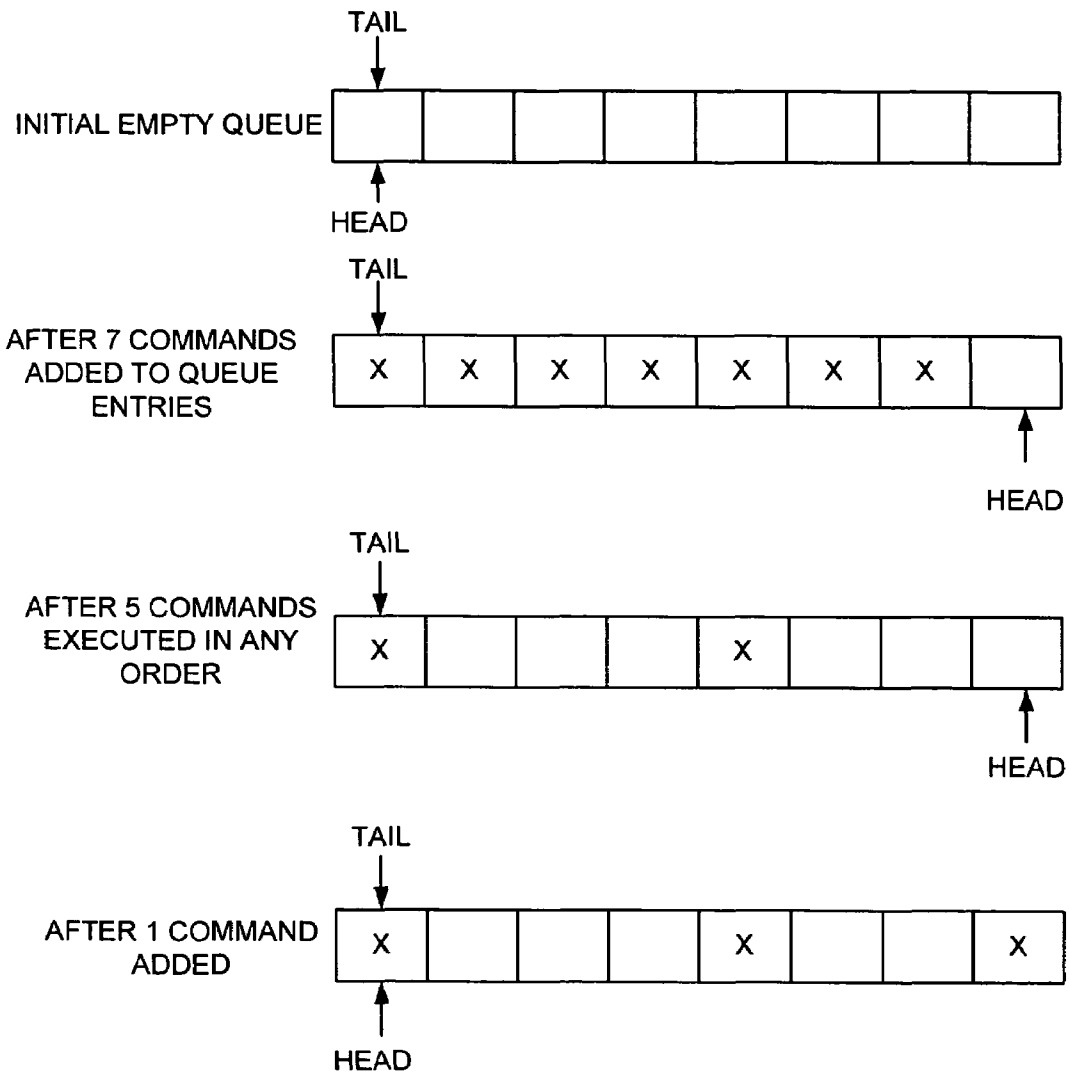 TAIL
INITIAL EMPTY QUEUE
HEAD
TAIL
AFTER 7 COMMANDS
ADDED TO QUEUE
ENTRIES
X X X X X X X
HEAD
TAIL
AFTER 5 COMMANDS
EXECUTED IN ANY
ORDER
X X
HEAD
TAIL
AFTER 1 COMMAND
ADDED
X X X
HEAD